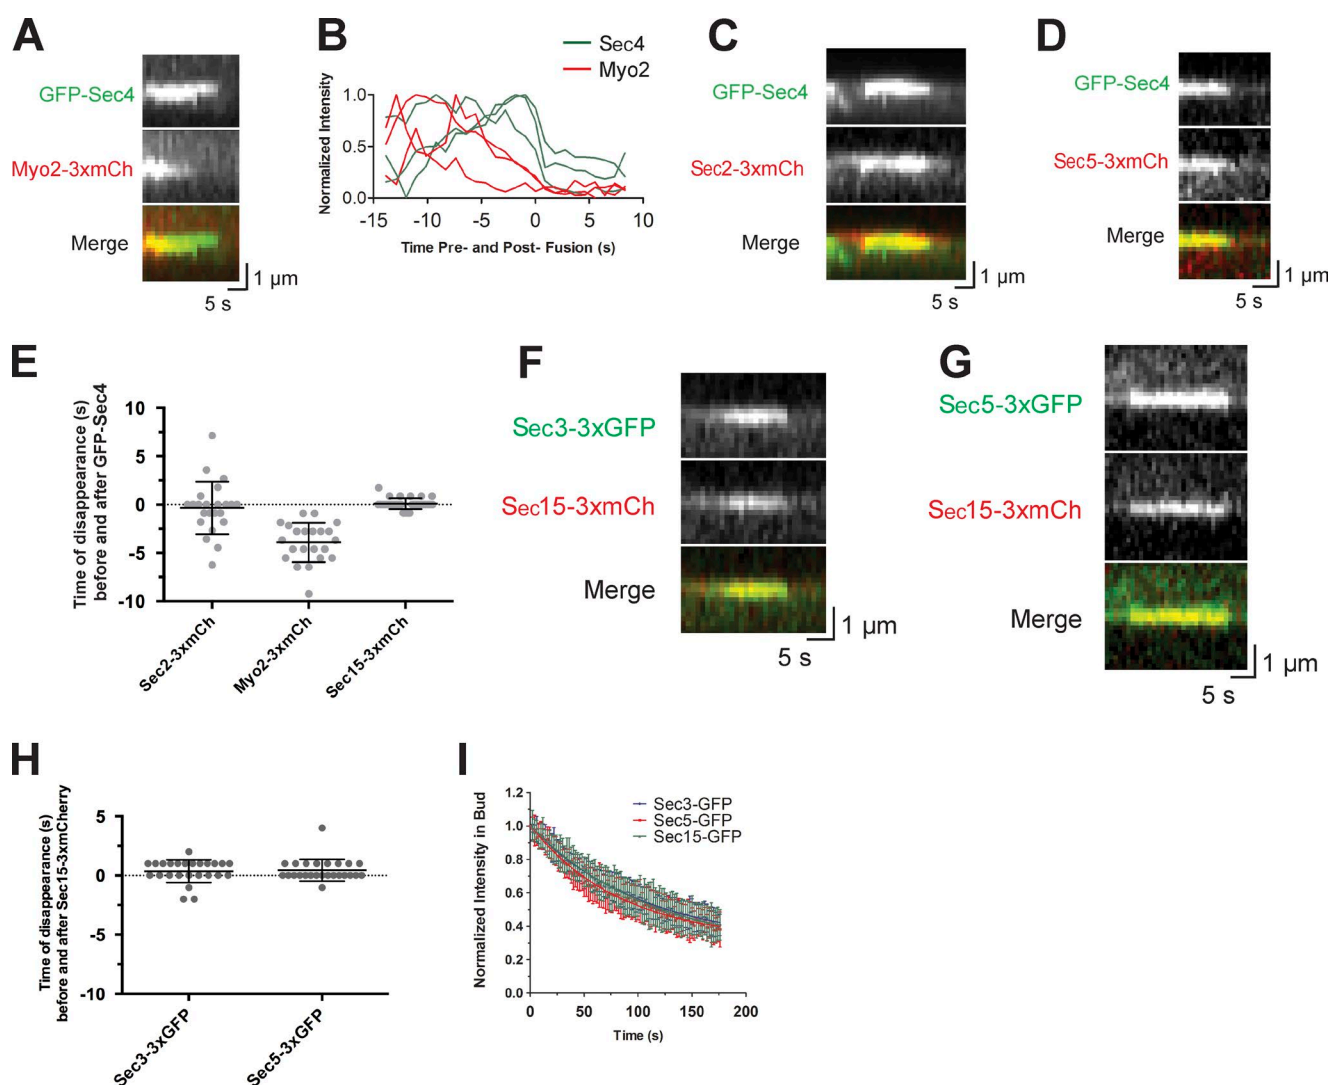 A
GFP-Sec4
Myo2-3xmCh
Merge
1 µm
5 s
B
Sec4
Myo2
Normalized Intensity
1.0
0.5
0.0
-15
-10
-5
0
5
10
Time Pre- and Post- Fusion (s)
C
GFP-Sec4
Sec2-3xmCh
Merge
1 µm
5 s
D
GFP-Sec4
Sec5-3xmCh
Merge
1 µm
5 s
E
Time of disappearance (s)
before and after GFP-Sec4
10
5
0
-5
-10
Sec2-3xmCh
Myo2-3xmCh
Sec15-3xmCh
F
Sec3-3xGFP
Sec15-3xmCh
Merge
1 µm
5 s
G
Sec5-3xGFP
Sec15-3xmCh
Merge
1 µm
5 s
H
Time of disappearance (s)
before and after Sec15-3xmCherry
5
0
-5
-10
Sec3-3xGFP
Sec5-3xGFP
I
Normalized Intensity in Bud
1.2
1.0
0.8
0.6
0.4
0.2
0.0
Sec3-GFP
Sec5-GFP
Sec15-GFP
0
50
100
150
200
Time (s)